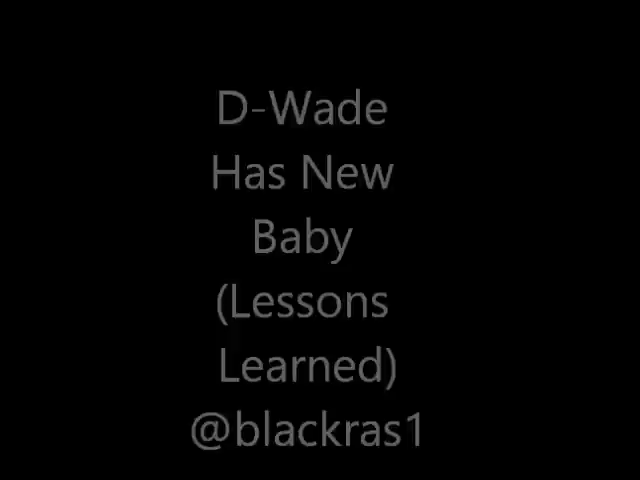 D-Wade
Has New
Baby
(Lessons
Learned)
@blackras1